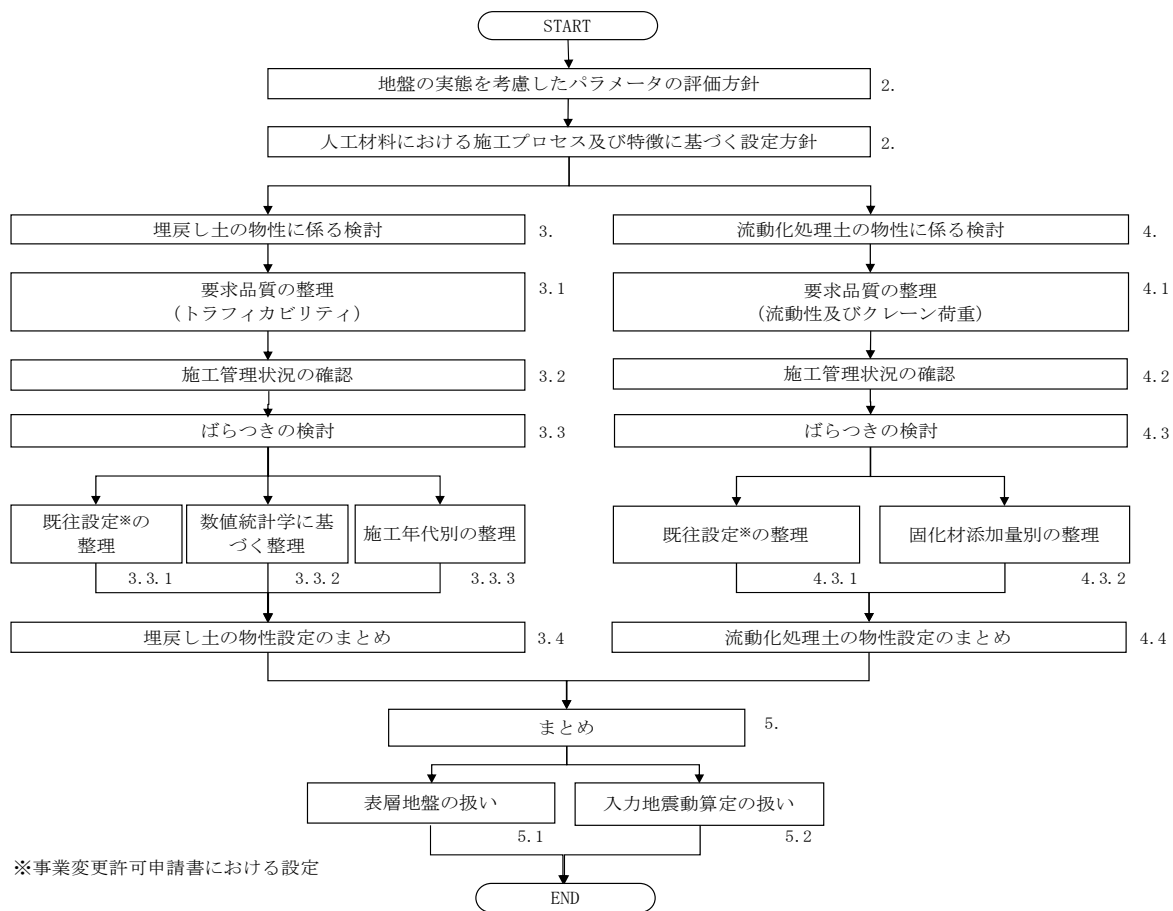 START
地盤の実態を考慮したパラメータの評価方針
2.
人工材料における施工プロセス及び特徴に基づく設定方針
2.
埋戻し土の物性に係る検討
3.
流動化処理土の物性に係る検討
4.
要求品質の整理
(トラフィカビリティ)
3.1
要求品質の整理
(流動性及びクレーン荷重)
4.1
施工管理状況の確認
3.2
施工管理状況の確認
4.2
ばらつきの検討
3.3
ばらつきの検討
4.3
既往設定※の
整理
3.3.1
数値統計学に基
づく整理
3.3.2
施工年代別の整理
3.3.3
既往設定※の整理
4.3.1
固化材添加量別の整理
4.3.2
埋戻し土の物性設定のまとめ
3.4
流動化処理土の物性設定のまとめ
4.4
まとめ
5.
表層地盤の扱い
5.1
入力地震動算定の扱い
5.2
※事業変更許可申請書における設定
END